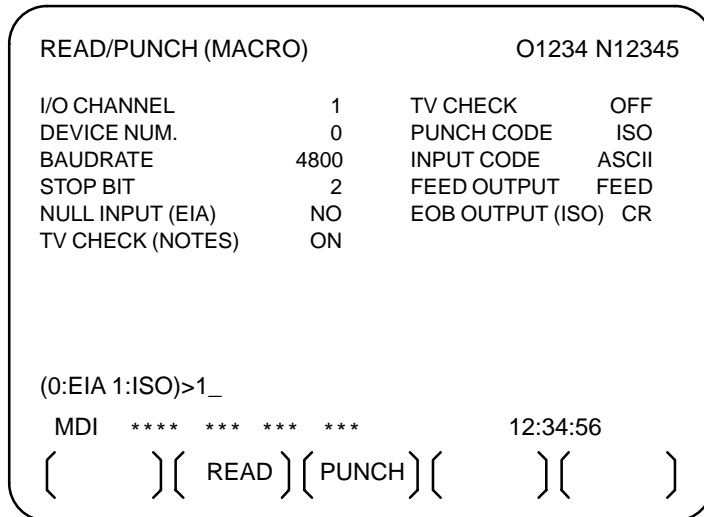 READ/PUNCH (MACRO) O1234 N12345
I/O CHANNEL 1 TV CHECK OFF
DEVICE NUM. 0 PUNCH CODE ISO
BAUDRATE 4800 INPUT CODE ASCII
STOP BIT 2 FEED OUTPUT FEED
NULL INPUT (EIA) NO EOB OUTPUT (ISO) CR
TV CHECK (NOTES) ON
(0:EIA 1:ISO)>1_
MDI **** *** *** *** 12:34:56
[ ] [ READ ] [ PUNCH ] [ ] [ ]